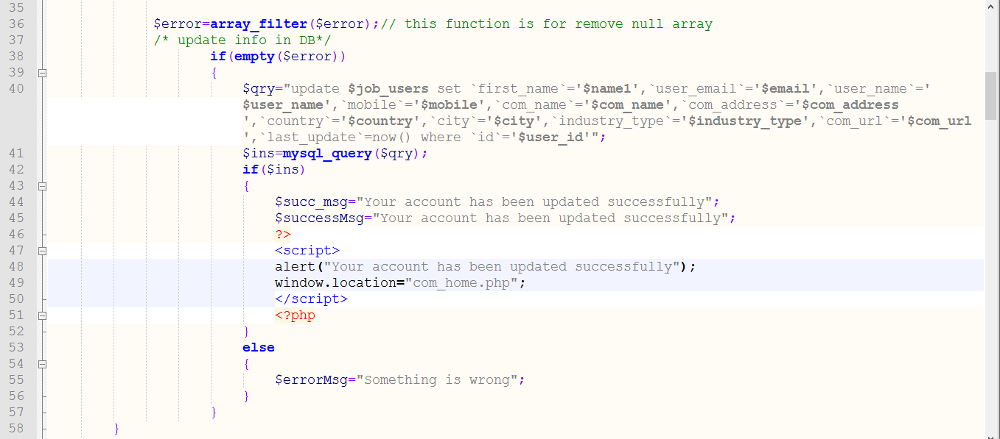 35
36 $error=array_filter($error);// this function is for remove null array
37 /* update info in DB*/
38 if(empty($error))
39 {
40 $qry="update $job_users set `first_name`='$name1',`user_email`='$email',`user_name`='
$user_name',`mobile`='$mobile',`com_name`='$com_name',`com_address`='$com_address
',`country`='$country',`city`='$city',`industry_type`='$industry_type',`com_url`='$com_url
',`last_update`=now() where `id`='$user_id'";
41 $ins=mysql_query($qry);
42 if($ins)
43 {
44 $succ_msg="Your account has been updated successfully";
45 $successMsg="Your account has been updated successfully";
46 ?>
47 <script>
48 alert("Your account has been updated successfully");
49 window.location="com_home.php";
50 </script>
51 <?php
52 }
53 else
54 {
55 $errorMsg="Something is wrong";
56 }
57 }
58 }